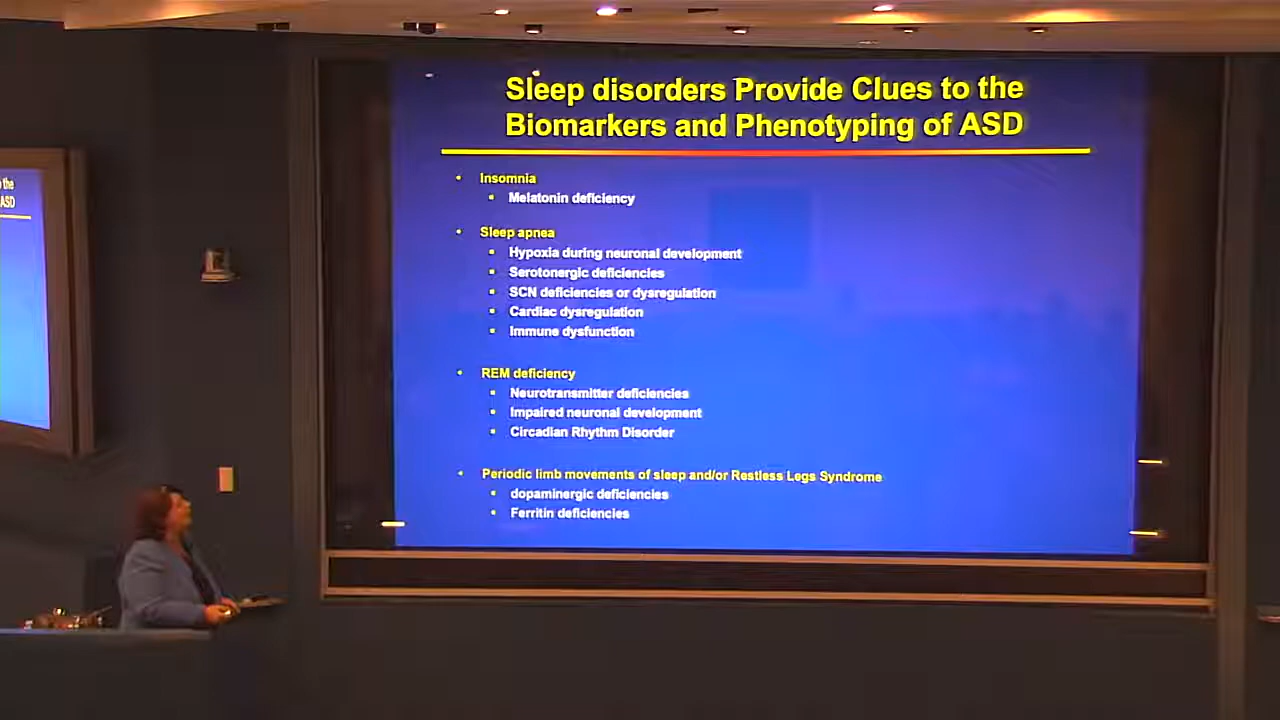 Sleep disorders Provide Clues to the
Biomarkers and Phenotyping of ASD
• Insomnia
• Melatonin deficiency
• Sleep apnea
• Hypoxia during neuronal development
• Serotonergic deficiencies
• SCN deficiencies or dysregulation
• Cardiac dysregulation
• Immune dysfunction
• REM deficiency
• Neurotransmitter deficiencies
• Impaired neuronal development
• Circadian Rhythm Disorder
• Periodic limb movements of sleep and/or Restless Legs Syndrome
• dopaminergic deficiencies
• Ferritin deficiencies
the
ASD